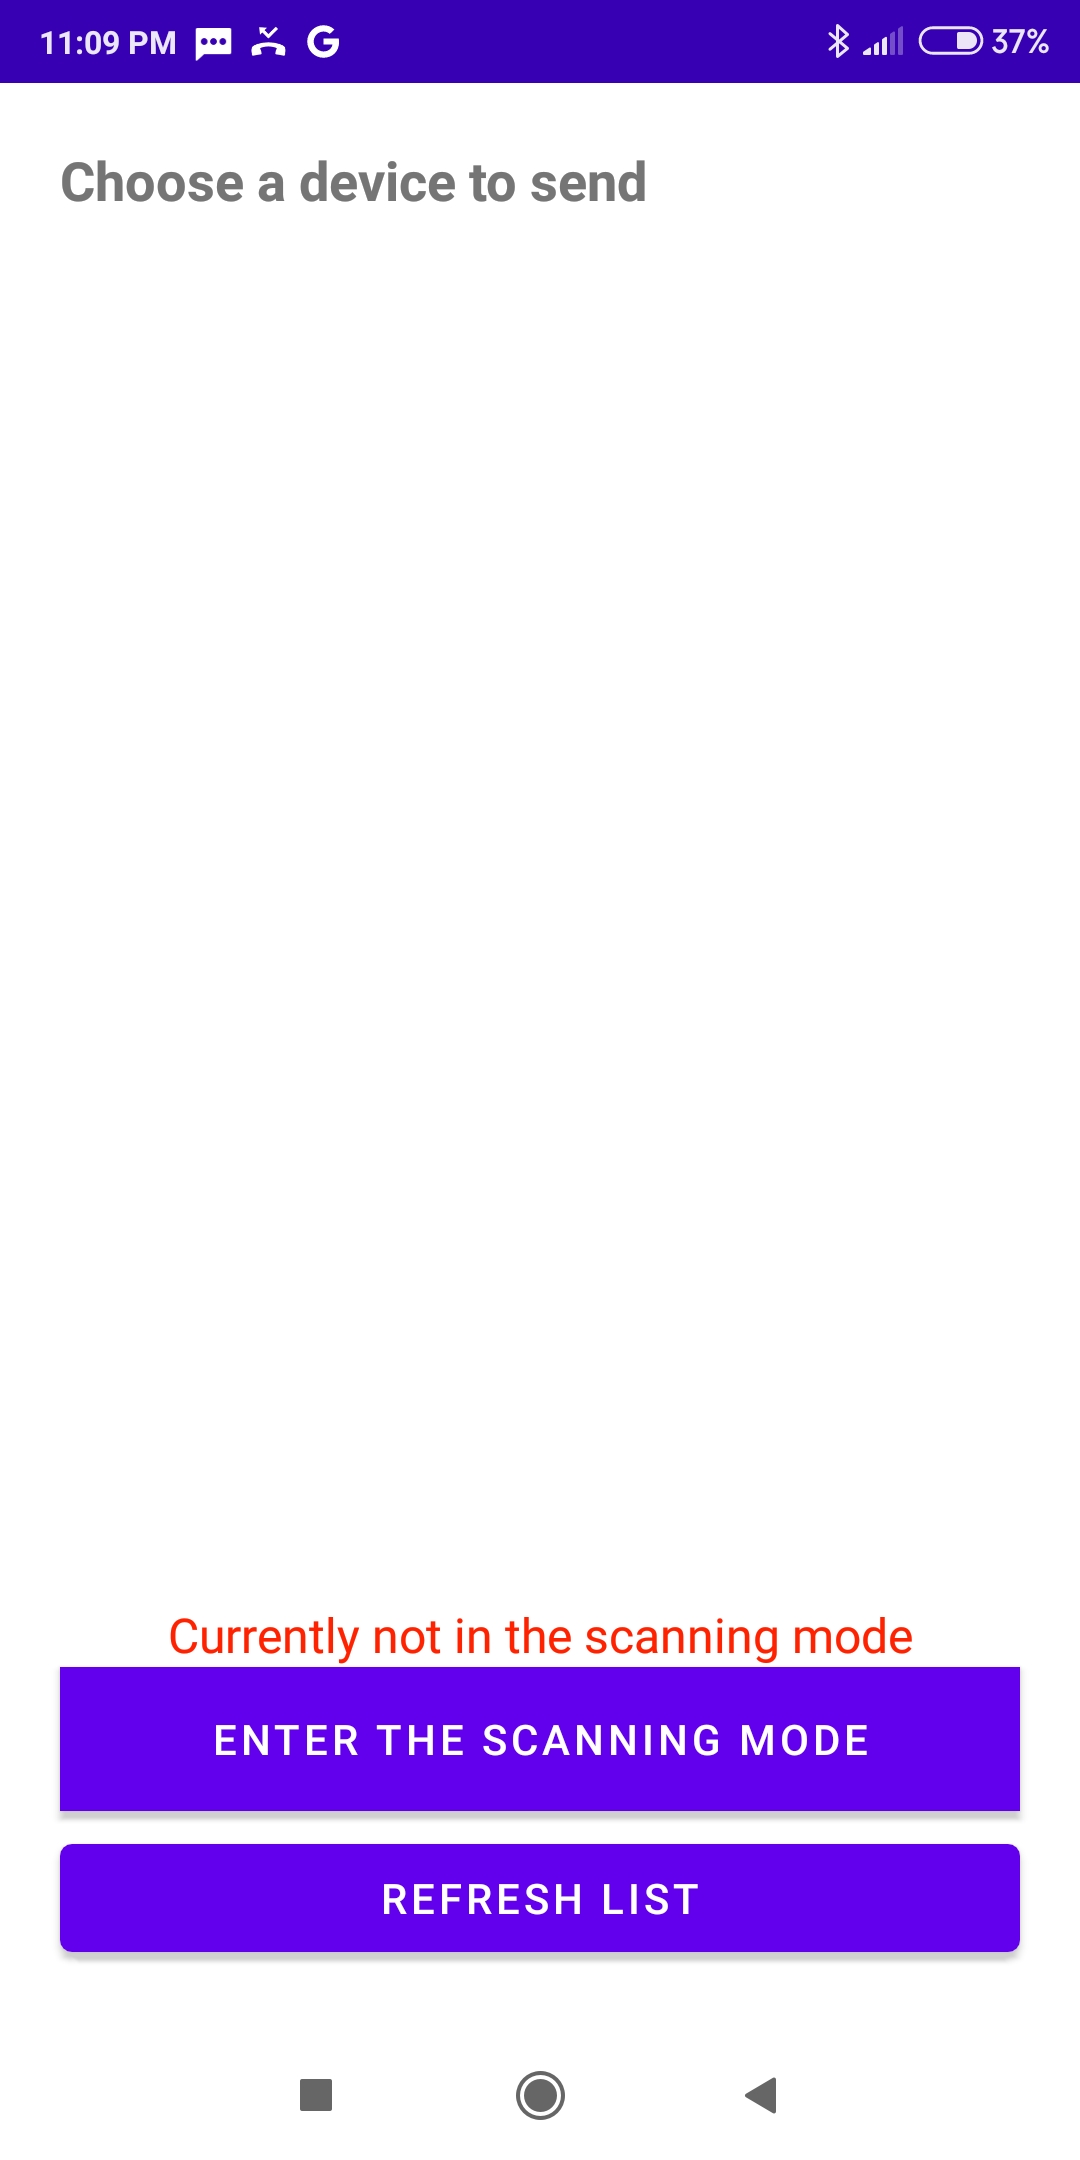 11:09 PM G 37%
Choose a device to send
Currently not in the scanning mode
ENTER THE SCANNING MODE
REFRESH LIST